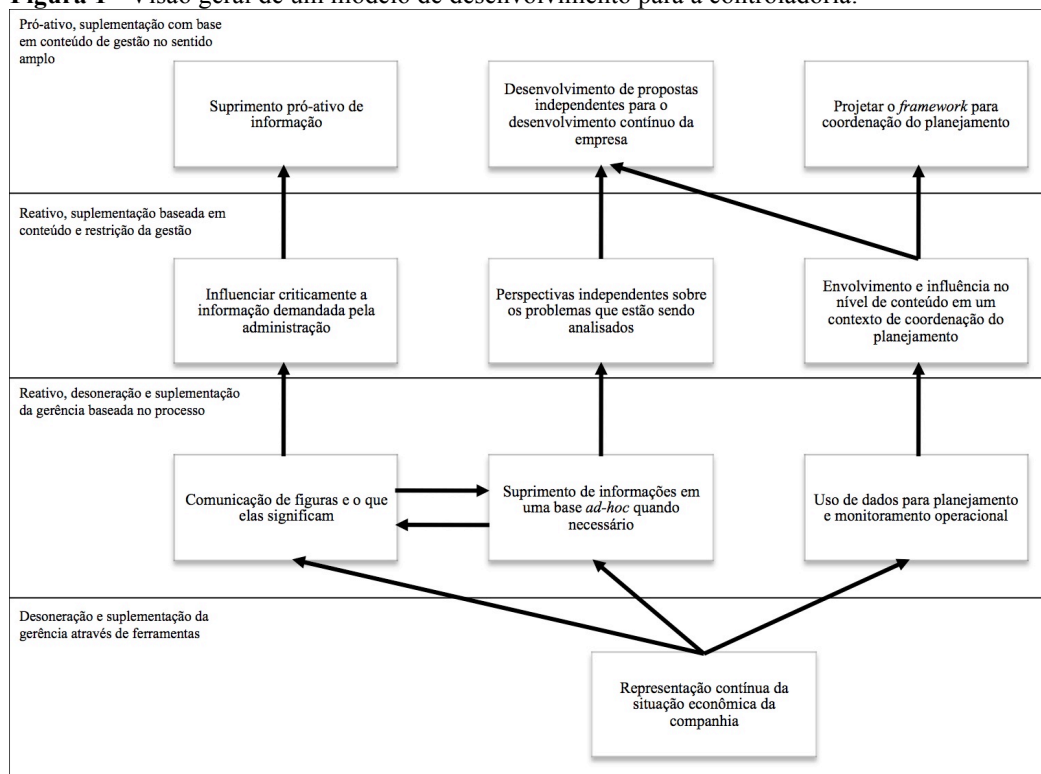 Figura 1 - Visão geral de um modelo de desenvolvimento para a controladoria.
Pró-ativo, suplementação com base
em conteúdo de gestão no sentido
amplo
Suprimento pró-ativo de
informação
Desenvolvimento de propostas
independentes para o
desenvolvimento contínuo da
empresa
Projetar o framework para
coordenação do planejamento
Reativo, suplementação baseada em
conteúdo e restrição da gestão
Influenciar criticamente a
informação demandada pela
administração
Perspectivas independentes sobre
os problemas que estão sendo
analisados
Envolvimento e influência no
nível de conteúdo em um
contexto de coordenação do
planejamento
Reativo, desoneração e suplementação
da gerência baseada no processo
Comunicação de figuras e o que
elas significam
Suprimento de informações em
uma base ad-hoc quando
necessário
Uso de dados para planejamento
e monitoramento operacional
Desoneração e suplementação da
gerência através de ferramentas
Representação contínua da
situação econômica da
companhia